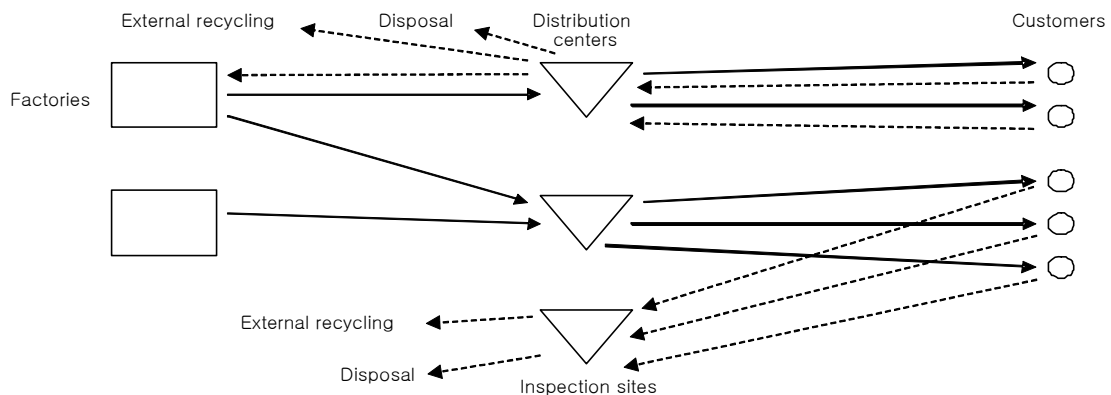 External recycling
Disposal
Distribution
centers
Customers
Factories
External recycling
Disposal
Inspection sites